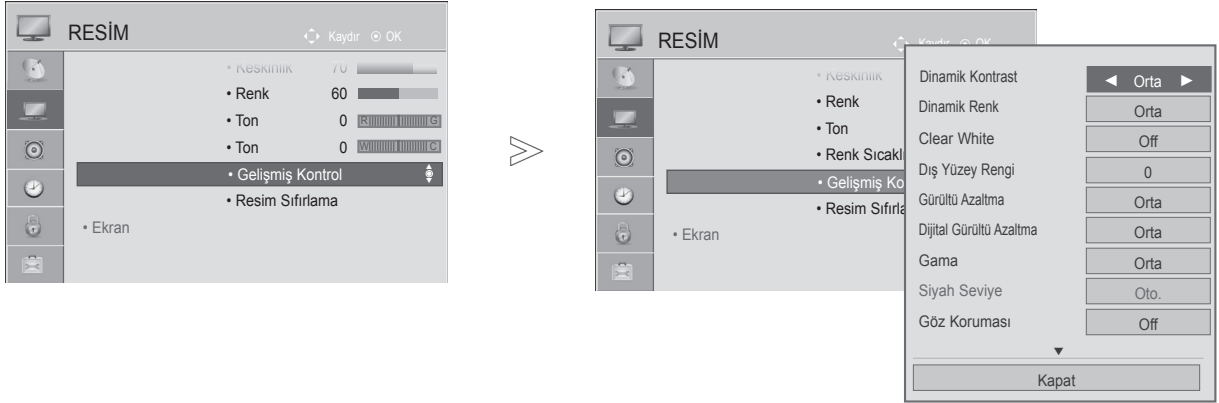 RESİM
Kaydır OK
• Keskinlik 70
• Renk 60
• Ton 0 R G
• Ton 0 W C
• Gelişmiş Kontrol
• Resim Sıfırlama
• Ekran
RESİM
Kaydır OK
• Keskinlik
• Renk
• Ton
• Renk Sıcaklı
• Gelişmiş Ko
• Resim Sıfırla
• Ekran
Dinamik Kontrast ◄ Orta ►
Dinamik Renk Orta
Clear White Off
Dış Yüzey Rengi 0
Gürültü Azaltma Orta
Dijital Gürültü Azaltma Orta
Gama Orta
Siyah Seviye Oto.
Göz Koruması Off
▼
Kapat